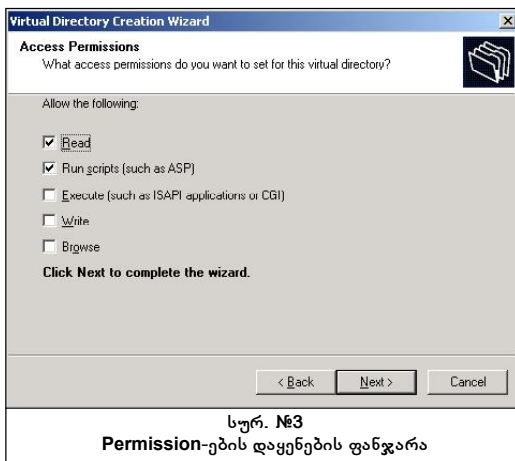 Virtual Directory Creation Wizard
Access Permissions
What access permissions do you want to set for this virtual directory?
Allow the following:
Read
Run scripts (such as ASP)
Execute (such as ISAPI applications or CGI)
Write
Browse
Click Next to complete the wizard.
< Back Next > Cancel
სურ. №3
Permission-ების დაყენების ფანჯარა